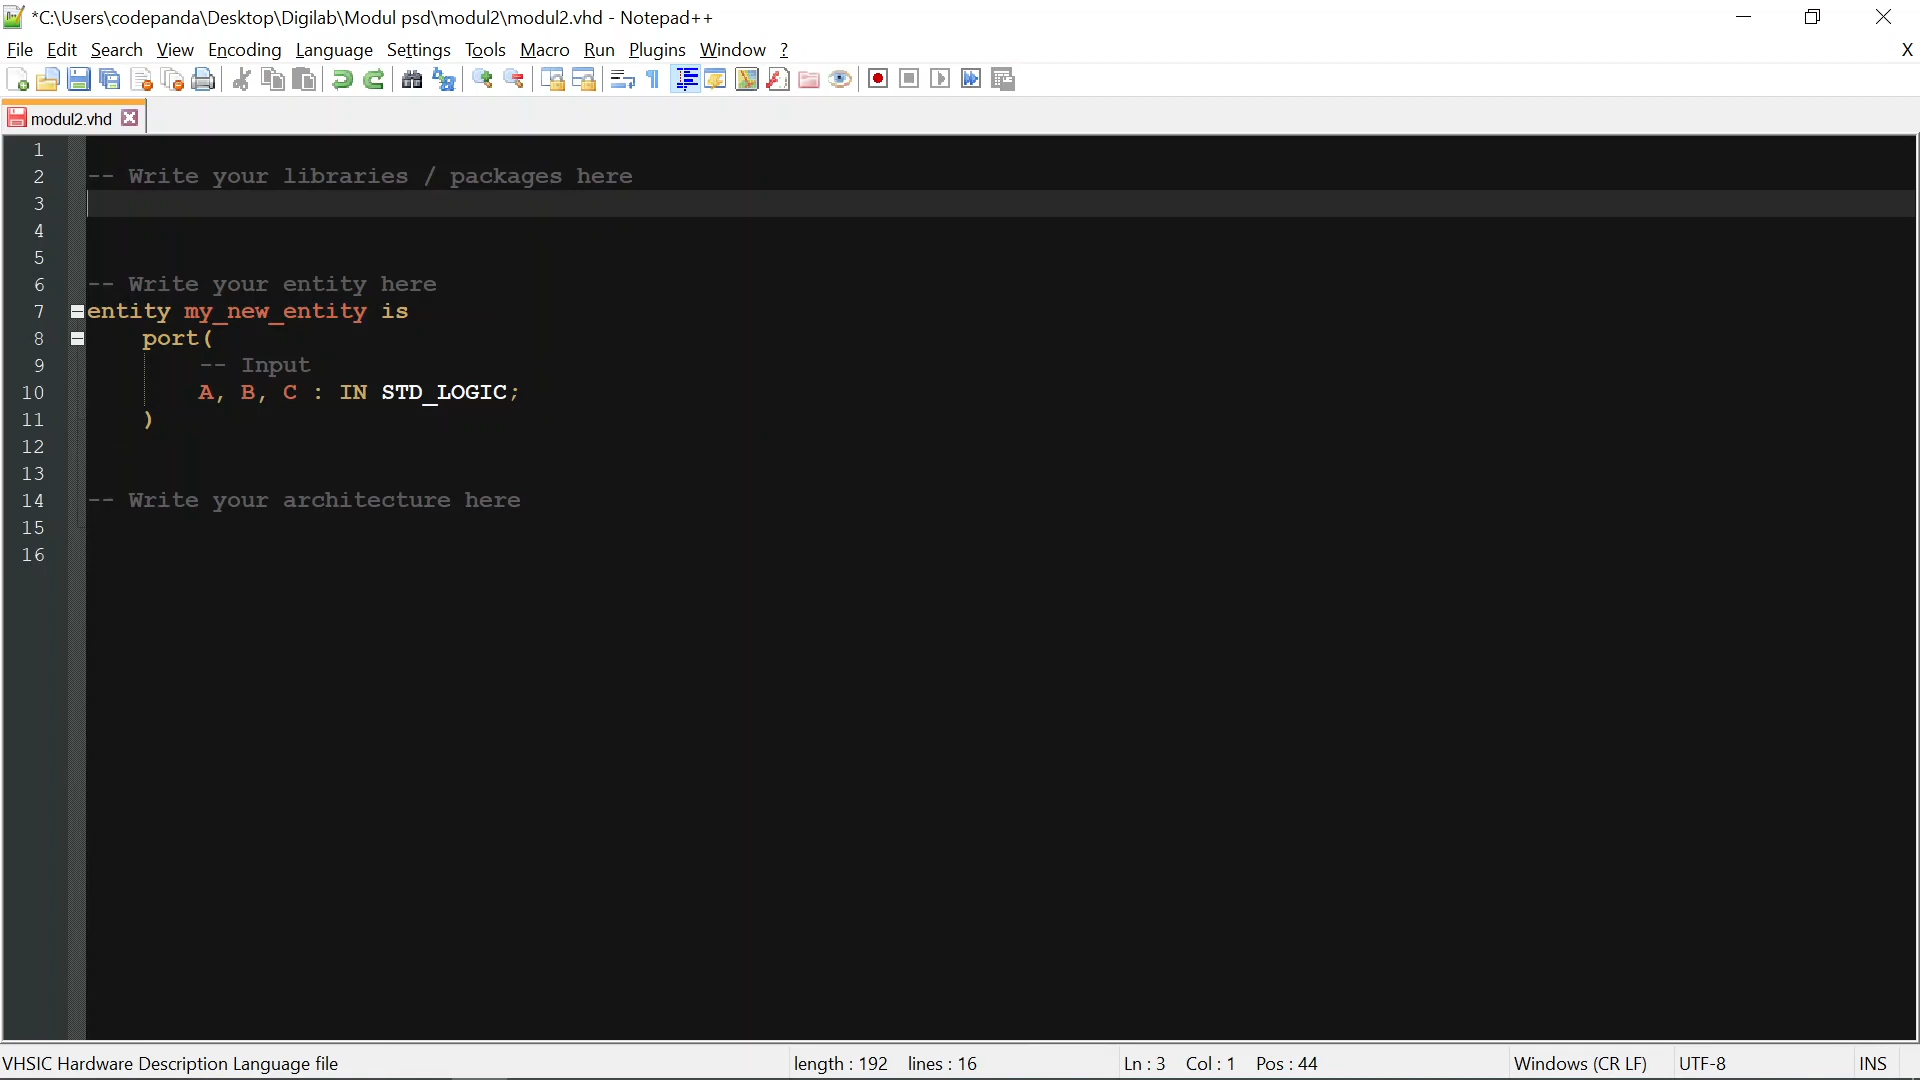 *C:\Users\codepanda\Desktop\Digilab\Modul psd\modul2\modul2.vhd - Notepad++
File Edit Search View Encoding Language Settings Tools Macro Run Plugins Window ? X
modul2.vhd
1
2 -- Write your libraries / packages here
3
4
5
6 -- Write your entity here
7 entity my_new_entity is
8 port(
9 -- Input
10 A, B, C : IN STD_LOGIC;
11 )
12
13
14 -- Write your architecture here
15
16
VHSIC Hardware Description Language file length : 192 lines : 16 Ln : 3 Col : 1 Pos : 44 Windows (CR LF) UTF-8 INS